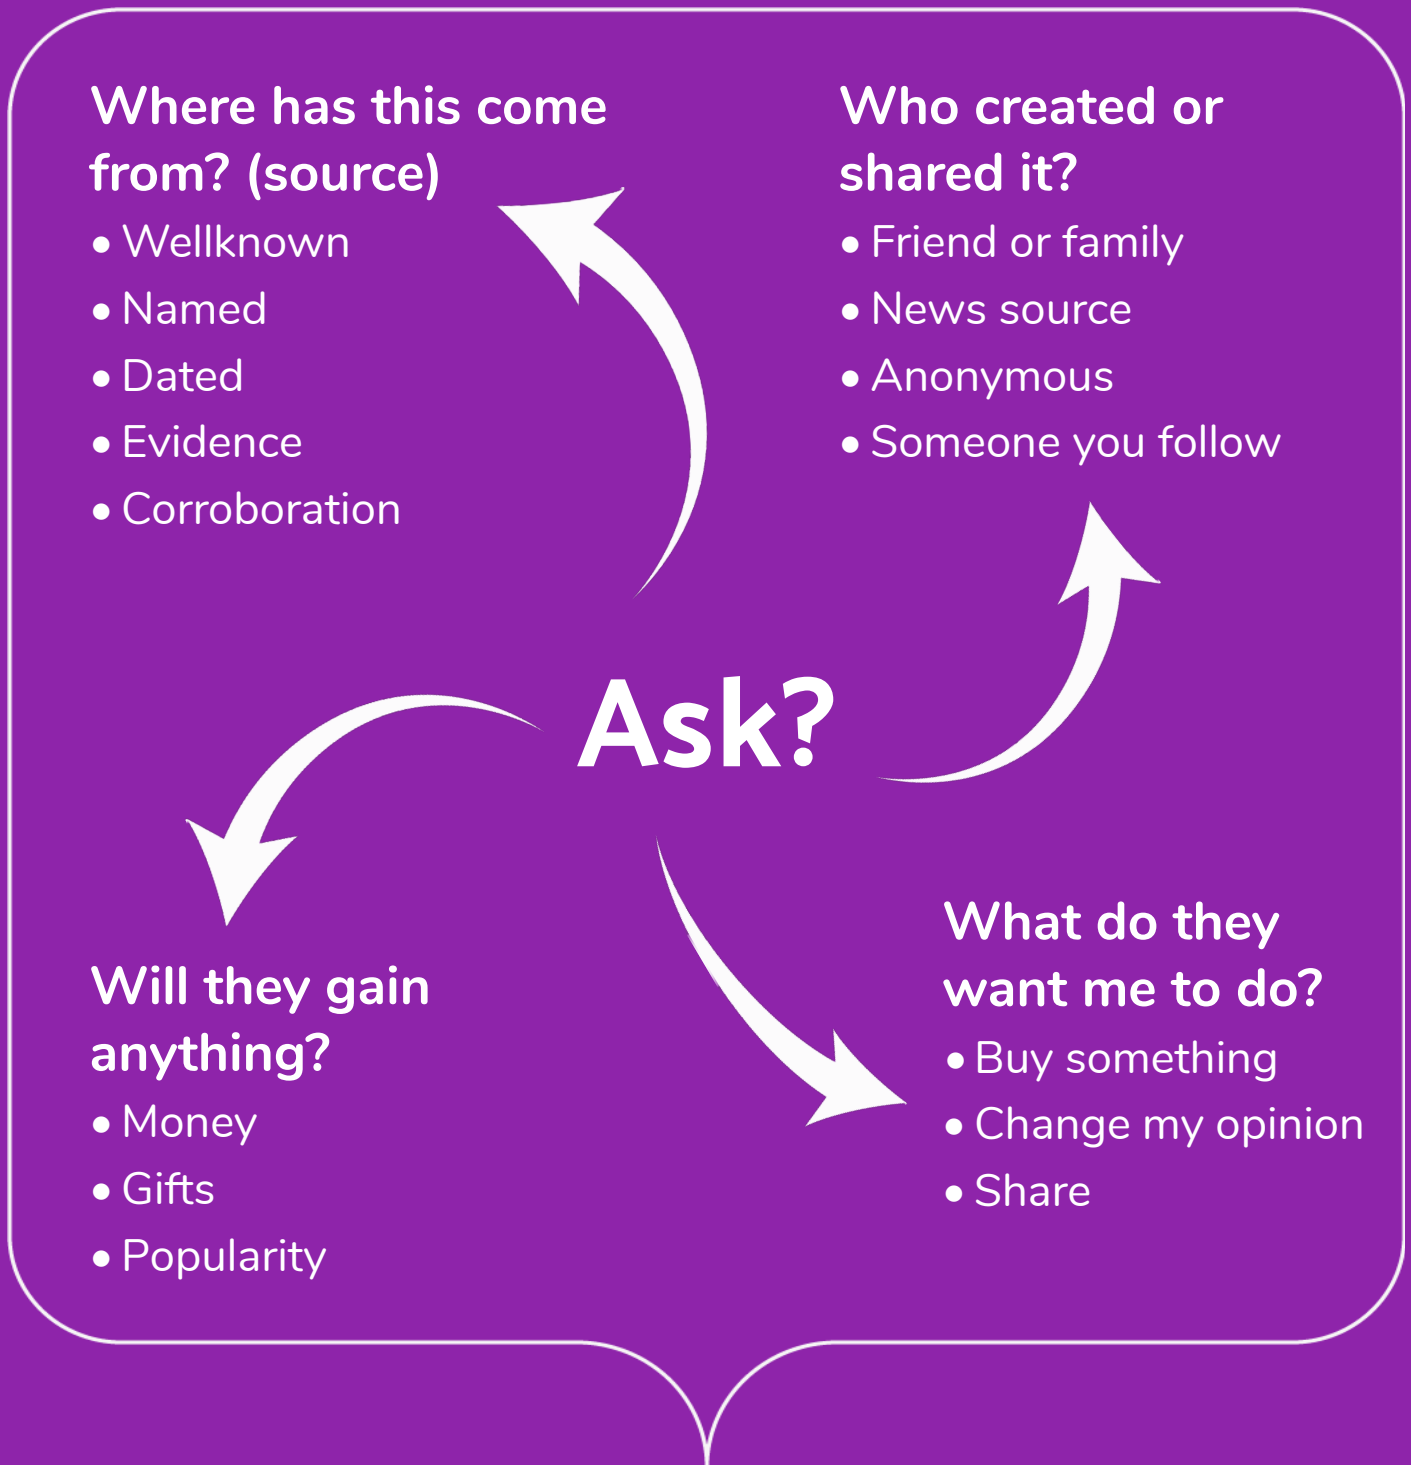 Where has this come
from? (source)
• Wellknown
• Named
• Dated
• Evidence
• Corroboration
Who created or
shared it?
• Friend or family
• News source
• Anonymous
• Someone you follow
Ask?
Will they gain
anything?
• Money
• Gifts
• Popularity
What do they
want me to do?
• Buy something
• Change my opinion
• Share